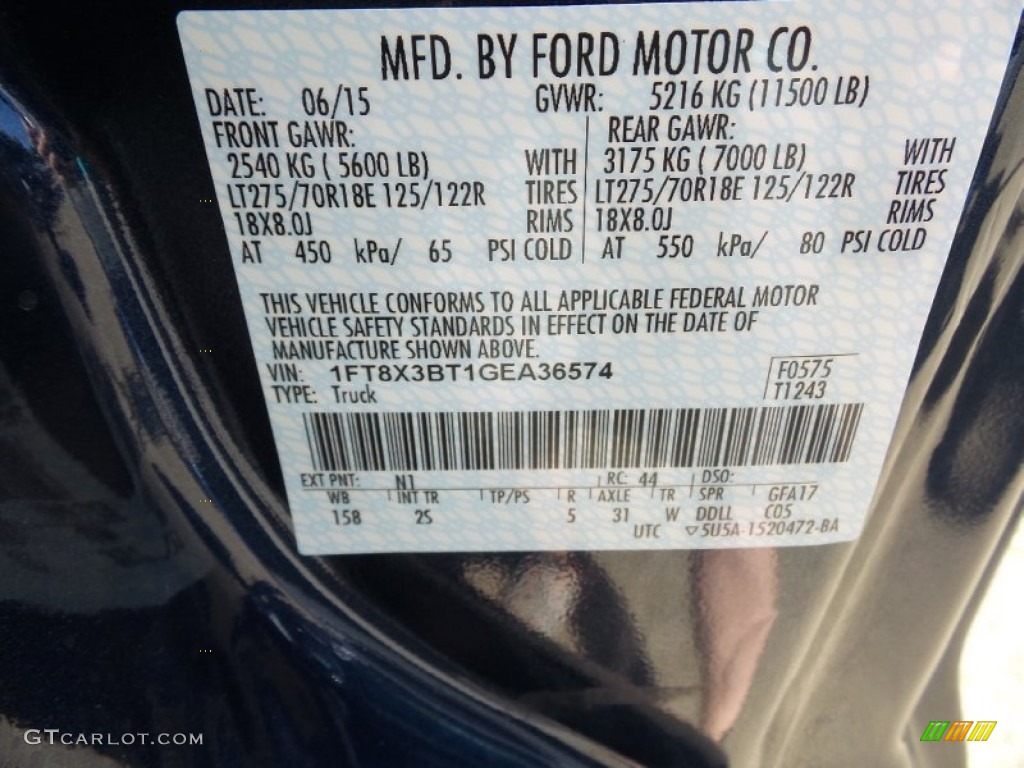 MFD. BY FORD MOTOR CO.
DATE: 06/15 GVWR: 5216 KG (11500 LB)
FRONT GAWR: REAR GAWR:
2540 KG ( 5600 LB) WITH 3175 KG ( 7000 LB) WITH
LT275/70R18E 125/122R TIRES LT275/70R18E 125/122R TIRES
18X8.0J RIMS 18X8.0J RIMS
AT 450 kPa/ 65 PSI COLD AT 550 kPa/ 80 PSI COLD
THIS VEHICLE CONFORMS TO ALL APPLICABLE FEDERAL MOTOR
VEHICLE SAFETY STANDARDS IN EFFECT ON THE DATE OF
MANUFACTURE SHOWN ABOVE.
VIN: 1FT8X3BT1GEA36574 F0575
TYPE: Truck T1243
EXT PNT: N1 RC: 44 DSO:
WB INT TR TP/PS R AXLE TR SPR GFA17
158 2S 5 31 W DDLL C05
UTC ▽5U5A-1520472-BA
GTCARLOT.COM